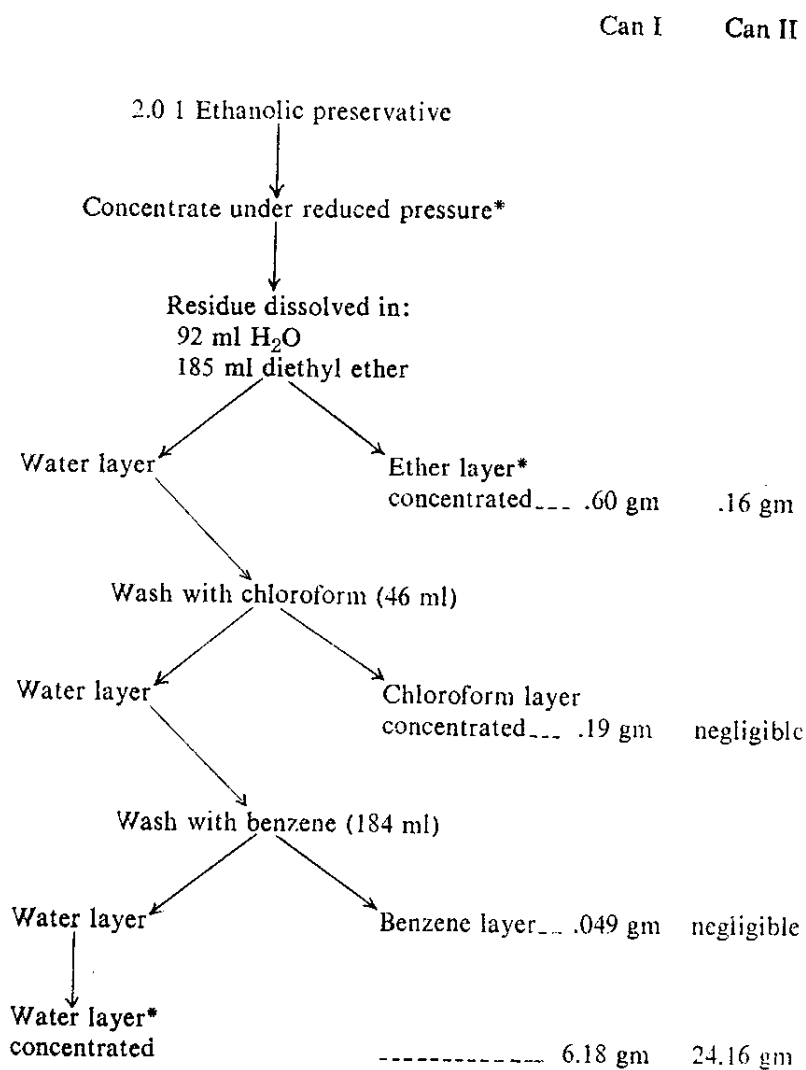 Can I Can II
2.0 l Ethanolic preservative
Concentrate under reduced pressure*
Residue dissolved in:
92 ml H₂O
185 ml diethyl ether
Water layer
Ether layer*
concentrated--- .60 gm .16 gm
Wash with chloroform (46 ml)
Water layer
Chloroform layer
concentrated--- .19 gm negligible
Wash with benzene (184 ml)
Water layer
Benzene layer--- .049 gm negligible
Water layer*
concentrated ------------- 6.18 gm 24.16 gm